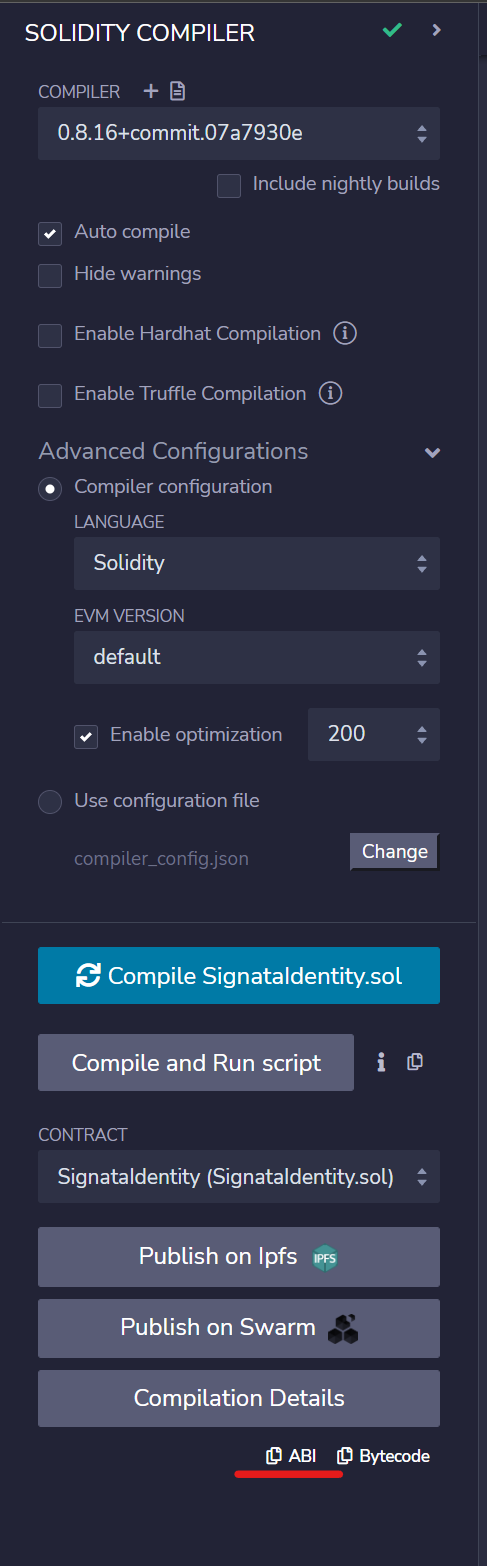 SOLIDITY COMPILER
COMPILER
0.8.16+commit.07a7930e
Include nightly builds
Auto compile
Hide warnings
Enable Hardhat Compilation
Enable Truffle Compilation
Advanced Configurations
Compiler configuration
LANGUAGE
Solidity
EVM VERSION
default
Enable optimization 200
Use configuration file
compiler_config.json Change
Compile SignataIdentity.sol
Compile and Run script
CONTRACT
SignataIdentity (SignataIdentity.sol)
Publish on Ipfs IPFS
Publish on Swarm
Compilation Details
ABI Bytecode